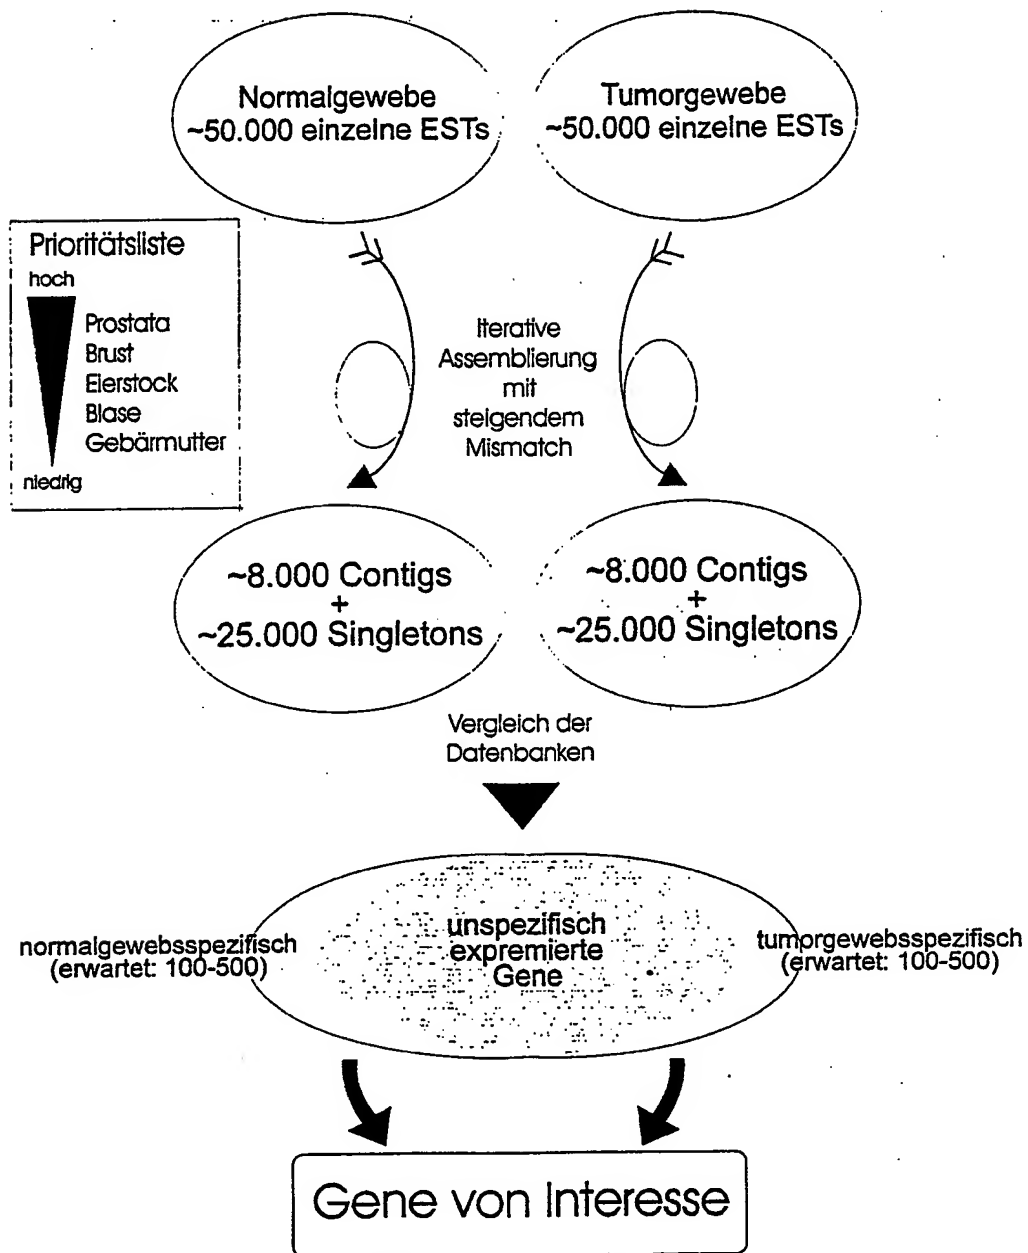 Normalgewebe
~50.000 einzelne ESTs
Tumorgewebe
~50.000 einzelne ESTs
Prioritätsliste
hoch
Prostata
Brust
Eierstock
Blase
Gebärmutter
niedrig
Iterative
Assemblierung
mit
steigendem
Mismatch
~8.000 Contigs
+
~25.000 Singletons
~8.000 Contigs
+
~25.000 Singletons
Vergleich der
Datenbanken
normalgewebsspezifisch
(erwartet: 100-500)
unspezifisch
expremierte
Gene
tumorgewebsspezifisch
(erwartet: 100-500)
Gene von Interesse